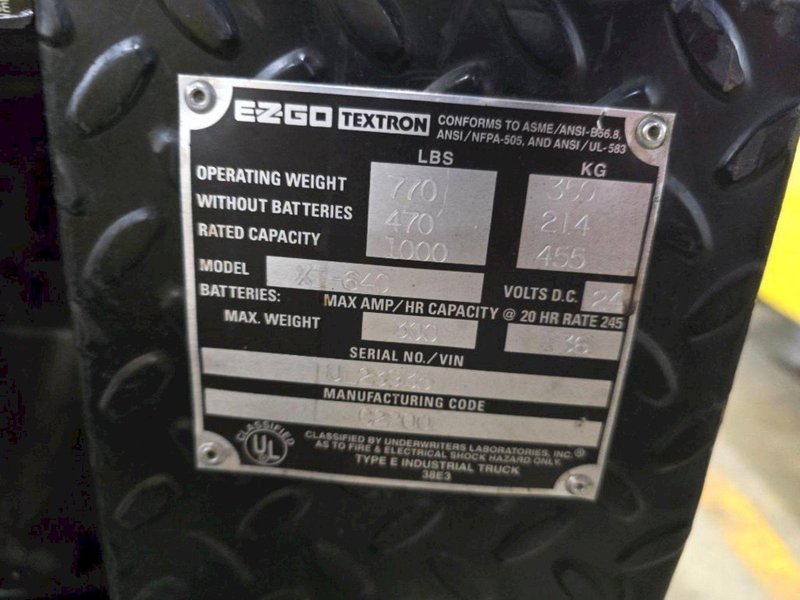 EZGO TEXTRON CONFORMS TO ASME/ANSI-B56.8,
ANSI/NFPA-505, AND ANSI/UL-583
LBS KG
OPERATING WEIGHT 770 350
WITHOUT BATTERIES 470 214
RATED CAPACITY 1000 455
MODEL VOLTS D.C. 24
BATTERIES: MAX AMP/HR CAPACITY @ 20 HR RATE 245
MAX. WEIGHT 300
SERIAL NO./VIN
MANUFACTURING CODE
CLASSIFIED
UL
CLASSIFIED BY UNDERWRITERS LABORATORIES, INC.®
AS TO FIRE & ELECTRICAL SHOCK HAZARD ONLY.
TYPE E INDUSTRIAL TRUCK
38E3